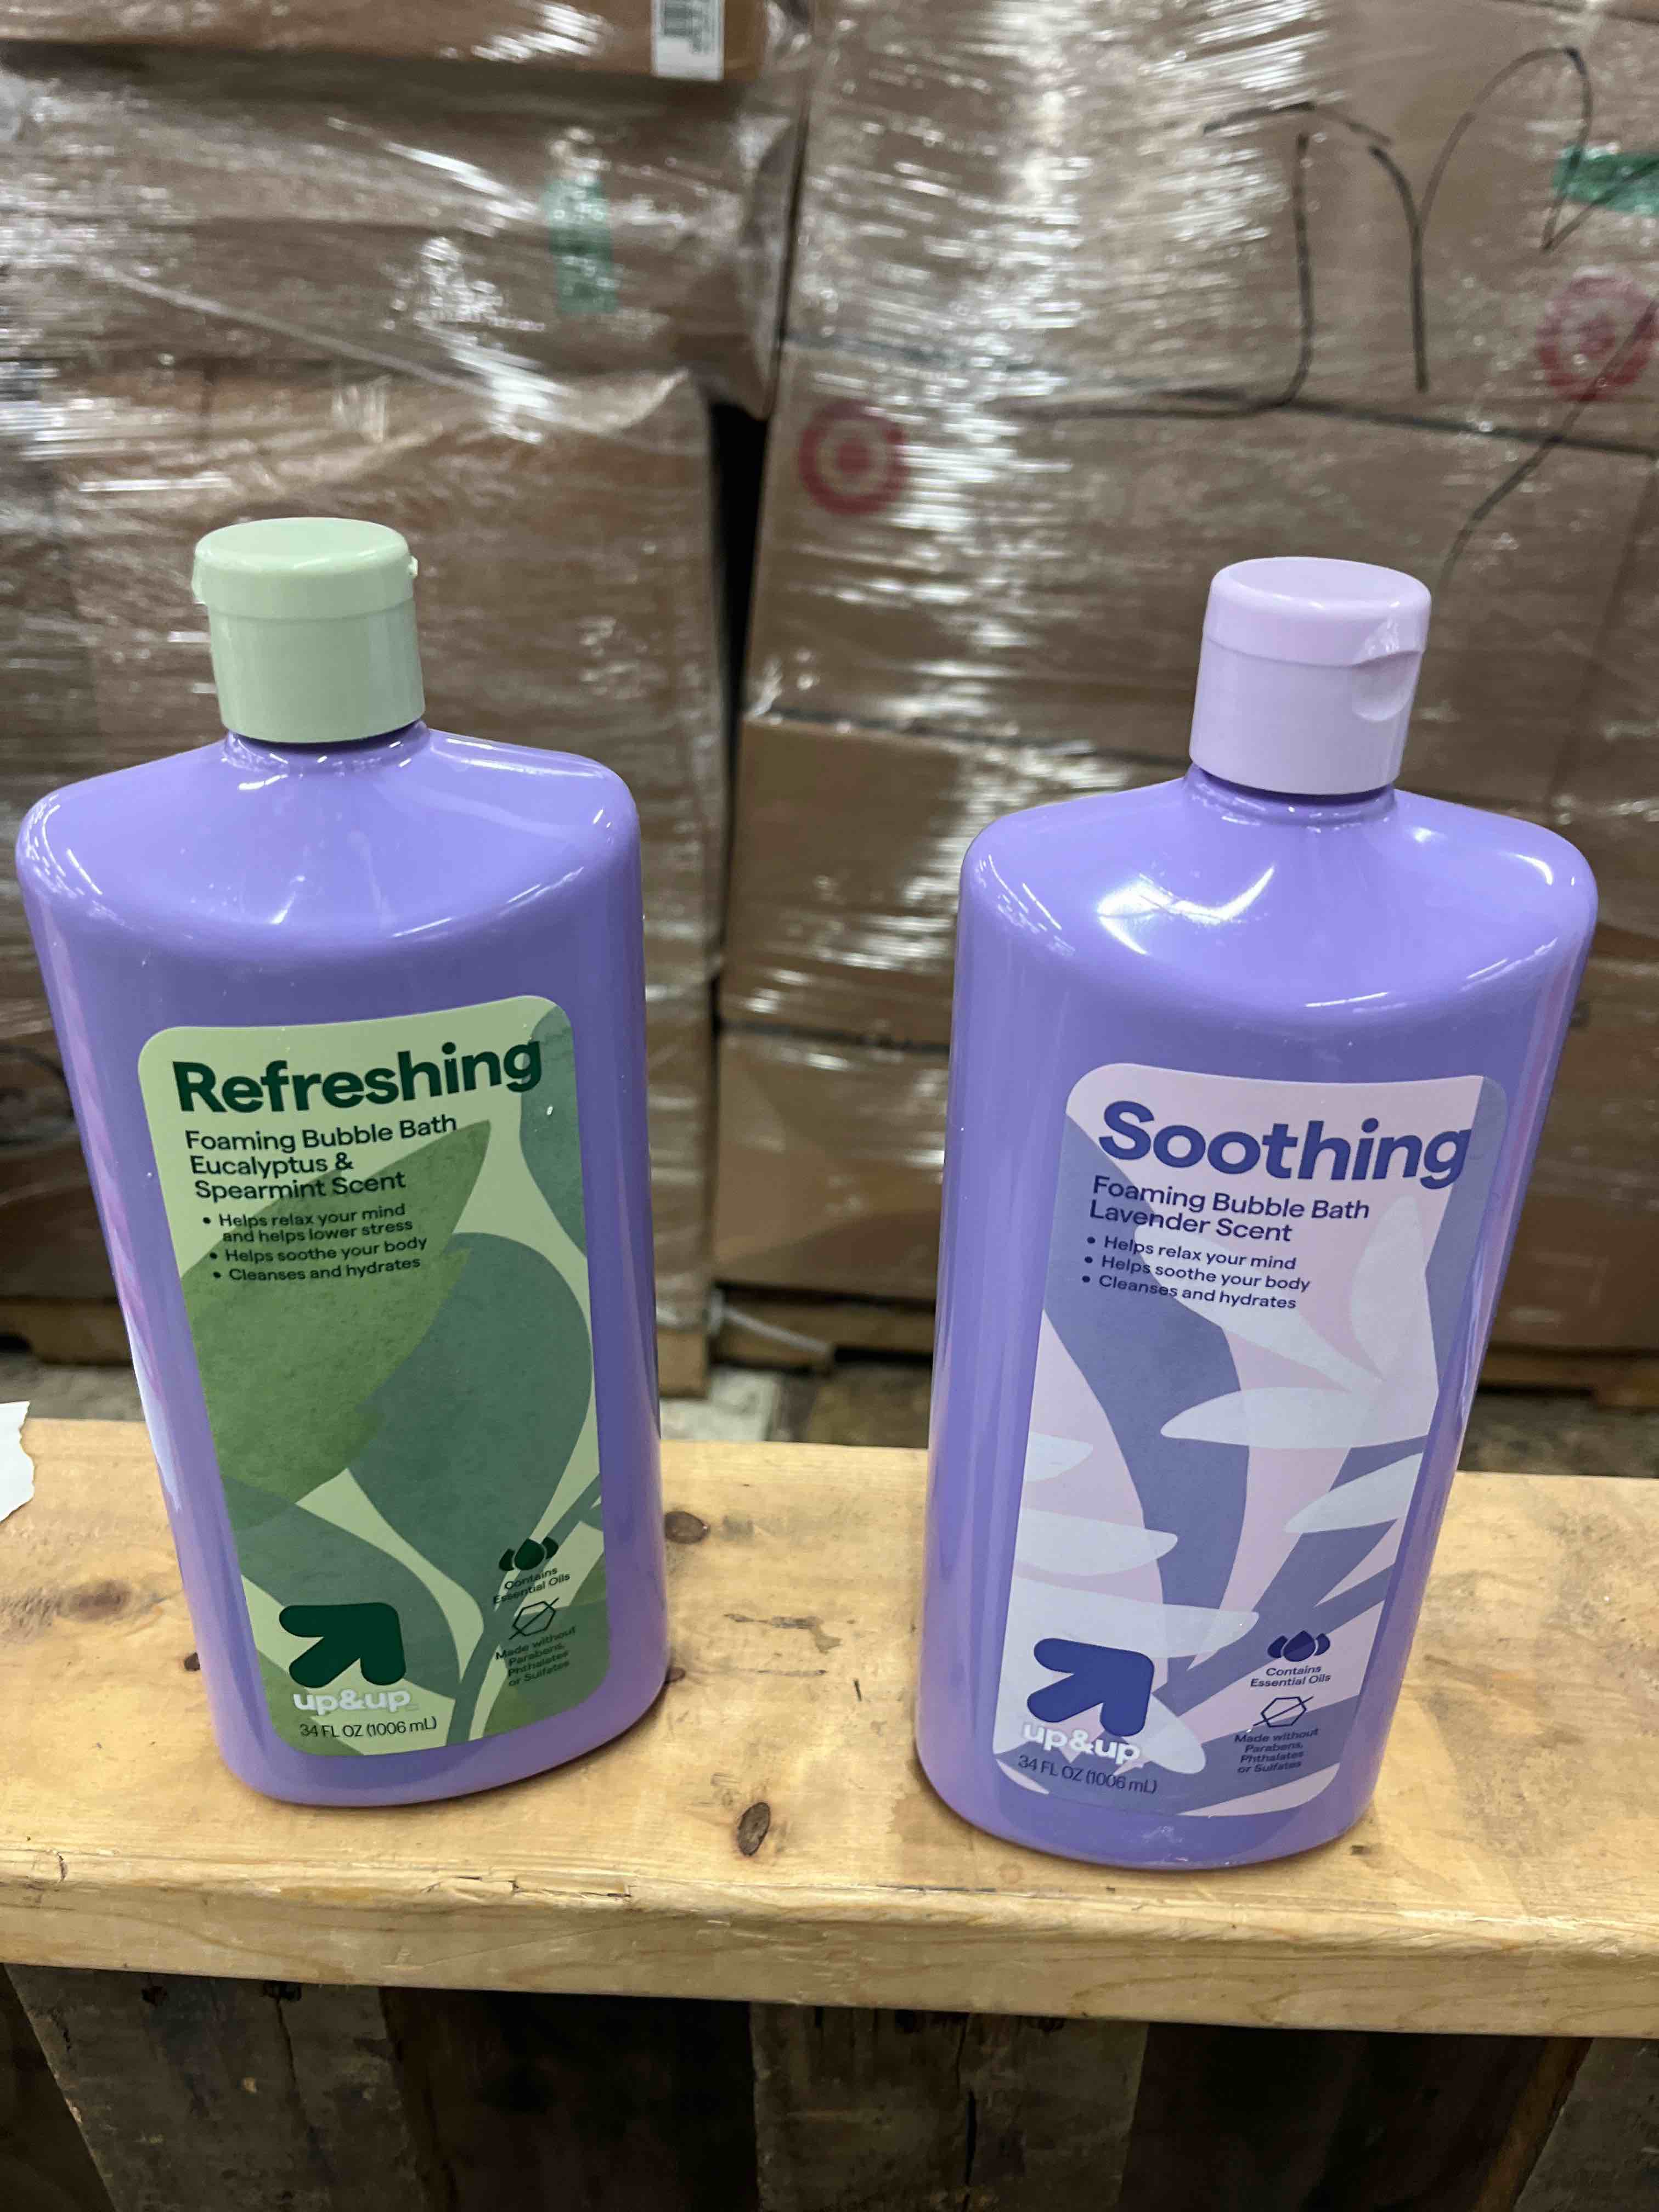 Refreshing
Foaming Bubble Bath
Eucalyptus &
Spearmint Scent
• Helps relax your mind
and helps lower stress
• Helps soothe your body
• Cleanses and hydrates
Contains
Essential Oils
Made without
Parabens,
Phthalates
or Sulfates
up&up
34 FL OZ (1006 mL)
Soothing
Foaming Bubble Bath
Lavender Scent
• Helps relax your mind
• Helps soothe your body
• Cleanses and hydrates
Contains
Essential Oils
Made without
Parabens,
Phthalates
or Sulfates
up&up
34 FL OZ (1006 mL)